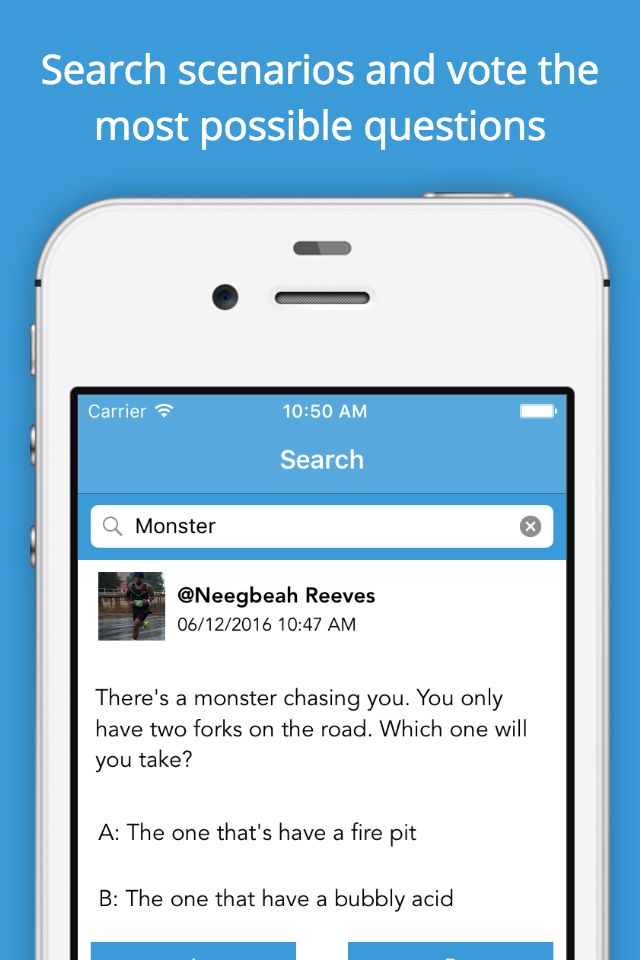 Search scenarios and vote the
most possible questions
Carrier 10:50 AM
Search
Monster
@Neegbeah Reeves
06/12/2016 10:47 AM
There's a monster chasing you. You only
have two forks on the road. Which one will
you take?
A: The one that's have a fire pit
B: The one that have a bubbly acid